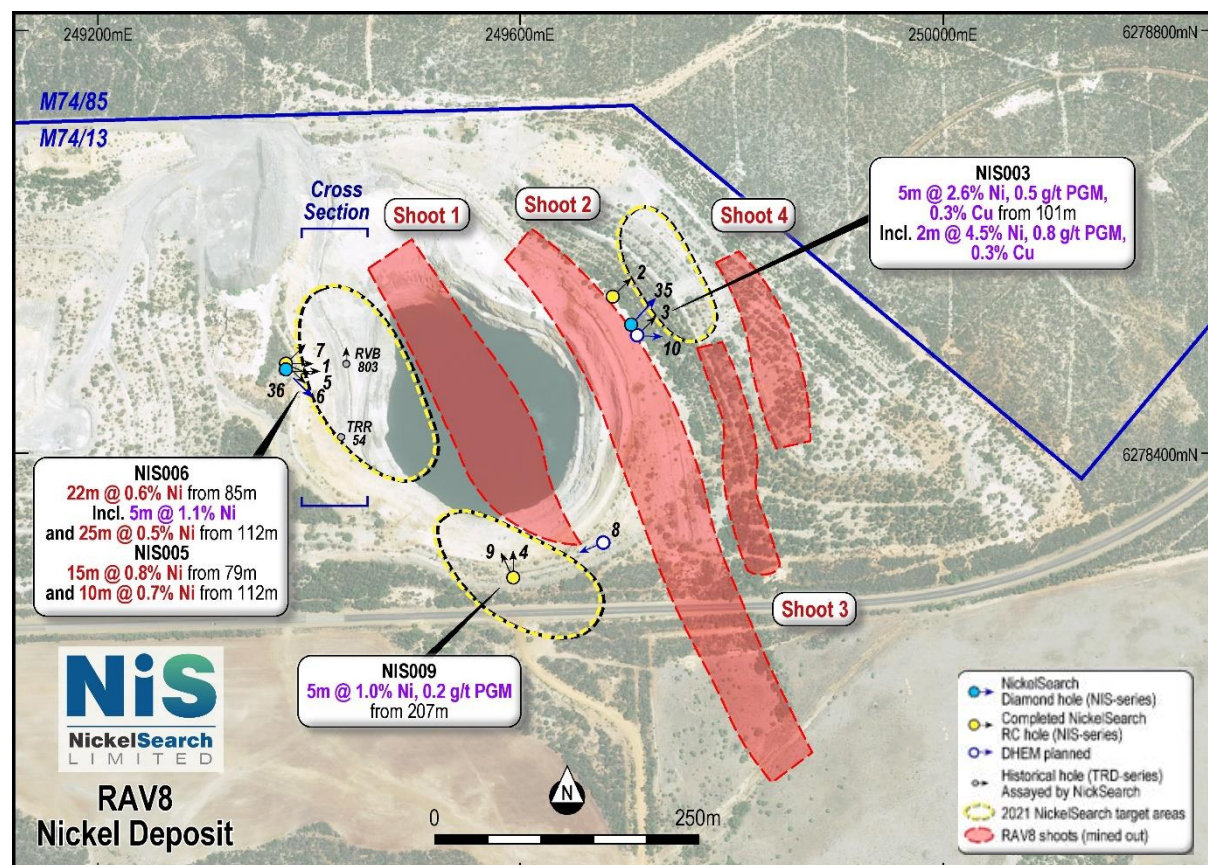 249200mE
249600mE
250000mE
6278800mN
M74/85
M74/13
NIS003
5m @ 2.6% Ni, 0.5 g/t PGM,
0.3% Cu from 101m
Incl. 2m @ 4.5% Ni, 0.8 g/t PGM,
0.3% Cu
Cross
Section
Shoot 1
Shoot 2
Shoot 4
2
35
3
10
7
1
5
6
36
RVB
803
TRR
54
6278400mN
NIS006
22m @ 0.6% Ni from 85m
Incl. 5m @ 1.1% Ni
and 25m @ 0.5% Ni from 112m
NIS005
15m @ 0.8% Ni from 79m
and 10m @ 0.7% Ni from 112m
9
4
8
Shoot 3
NIS009
5m @ 1.0% Ni, 0.2 g/t PGM
from 207m
NiS
NickelSearch
LIMITED
RAV8
Nickel Deposit
N
0
250m
NickelSearch
Diamond hole (NIS-series)
Completed NickelSearch
RC hole (NIS-series)
DHEM planned
Historical hole (TRD-series)
Assayed by NickSearch
2021 NickelSearch target areas
RAV8 shoots (mined out)